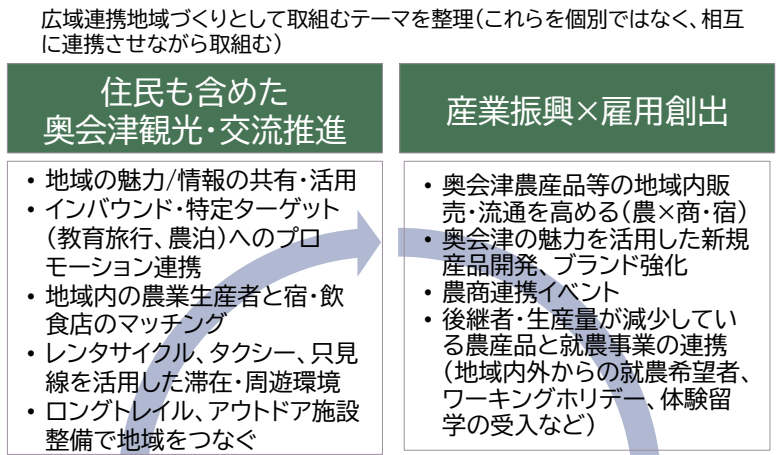 広域連携地域づくりとして取組むテーマを整理(これらを個別ではなく、相互
に連携させながら取組む)
住民も含めた
奥会津観光・交流推進
・地域の魅力/情報の共有・活用
・インバウンド・特定ターゲット
(教育旅行、農泊)へのプロ
モーション連携
・地域内の農業生産者と宿・飲
食店のマッチング
・レンタサイクル、タクシー、只見
線を活用した滞在・周遊環境
・ロングトレイル、アウトドア施設
整備で地域をつなぐ
産業振興×雇用創出
・奥会津農産品等の地域内販
売・流通を高める(農×商・宿)
・奥会津の魅力を活用した新規
産品開発、ブランド強化
・農商連携イベント
・後継者・生産量が減少してい
る農産品と就農事業の連携
(地域内外からの就農希望者、
ワーキングホリデー、体験留
学の受入など)